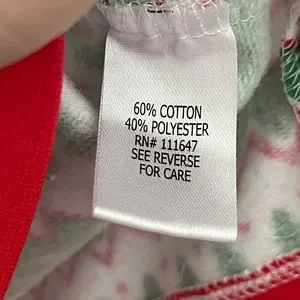 60% COTTON
40% POLYESTER
RN# 111647
SEE REVERSE
FOR CARE